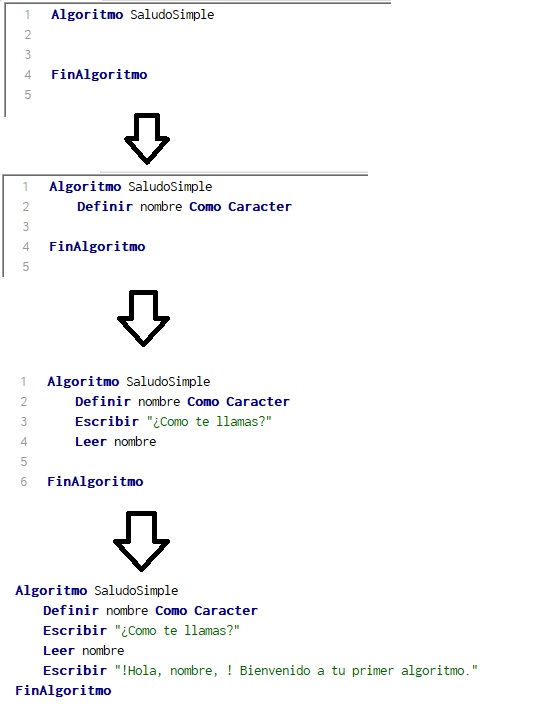 1 Algoritmo SaludoSimple
2
3
4 FinAlgoritmo
5
1 Algoritmo SaludoSimple
2 Definir nombre Como Caracter
3
4 FinAlgoritmo
5
1 Algoritmo SaludoSimple
2 Definir nombre Como Caracter
3 Escribir "¿Como te llamas?"
4 Leer nombre
5
6 FinAlgoritmo
Algoritmo SaludoSimple
Definir nombre Como Caracter
Escribir "¿Como te llamas?"
Leer nombre
Escribir "!Hola, nombre, ! Bienvenido a tu primer algoritmo."
FinAlgoritmo